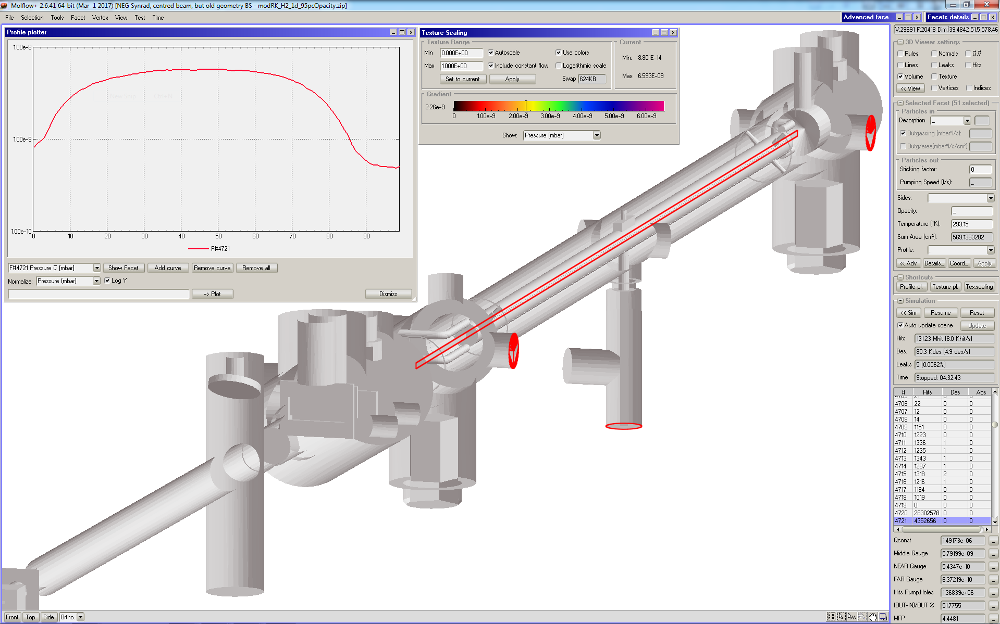 Molflow+ 2.6.41 64-bit (Mar 1 2017) [NEG Synrad, centred beam, but old geometry BS - modRK_H2_1d_95pcOpacity.zip]
File Selection Tools Facet Vertex View Test Time
Advanced face... Facets details
Profile plotter
1.00e-8
1.00e-9
1.00e-10
0 10 20 30 40 50 60 70 80 90
F#4721
New Snip Ctrl+N
F#4721 Pressure u⃗ [mbar] Show Facet Add curve Remove curve Remove all
Normalize: Pressure (mbar) Log Y
-> Plot Dismiss
Texture Scaling
Texture Range
Min 0.000E+00 Autoscale Use colors
Max 1.000E+00 Include constant flow Logarithmic scale
Set to current Apply Swap 624KB
Current
Min: 8.801E-14
Max: 6.593E-09
Gradient
2.26e-9
0 1.00e-9 2.00e-9 3.00e-9 4.00e-9 5.00e-9 6.00e-9
Show: Pressure [mbar]
V:29691 F:20418 Dim:(39.4842,515,578.46
3D Viewer settings
Rules Normals u⃗,v⃗
Lines Leaks Hits
Volume Texture
<< View Vertices Indices
Selected Facet (51 selected)
Particles in
Desorption ...
Outgassing (mbar*l/s):
Outg/area(mbar*l/s/cm²):
Particles out
Sticking factor: 0
Pumping Speed (l/s): ...
Sides: ...
Opacity: ...
Temperature (°K): 293.15
Sum Area (cm²): 569.1363282
Profile: ...
<< Adv Details... Coord... Apply
Shortcuts
Profile pl. Texture pl. Tex.scaling
Simulation
<< Sim Resume Reset
Auto update scene Update
Hits 131.23 Mhit (8.0 Khit/s)
Des. 80.3 Kdes (4.9 des/s)
Leaks 5 (0.0062%)
Time Stopped: 04:32:43
# Hits Des Abs
4705 21 0 0
4706 22 0 0
4707 12 0 0
4708 14 0 0
4709 1151 0 0
4710 1223 0 0
4711 1336 1 0
4712 1235 1 0
4713 1343 1 0
4714 1287 1 0
4715 1318 2 0
4716 1216 1 0
4717 1184 0 0
4718 1019 0 0
4719 0 0 0
4720 26302578 0 0
4721 4352656 0 0
Qconst 1.49173e-06 ...
Middle Gauge 5.79199e-09 ...
NEAR Gauge 5.4347e-10 ...
FAR Gauge 6.37219e-10 ...
Hits Pump.Holes 1.36839e+06 ...
(OUT-IN)/OUT % 51.7755 ...
MFP 4.4481 ...
Front Top Side Ortho.